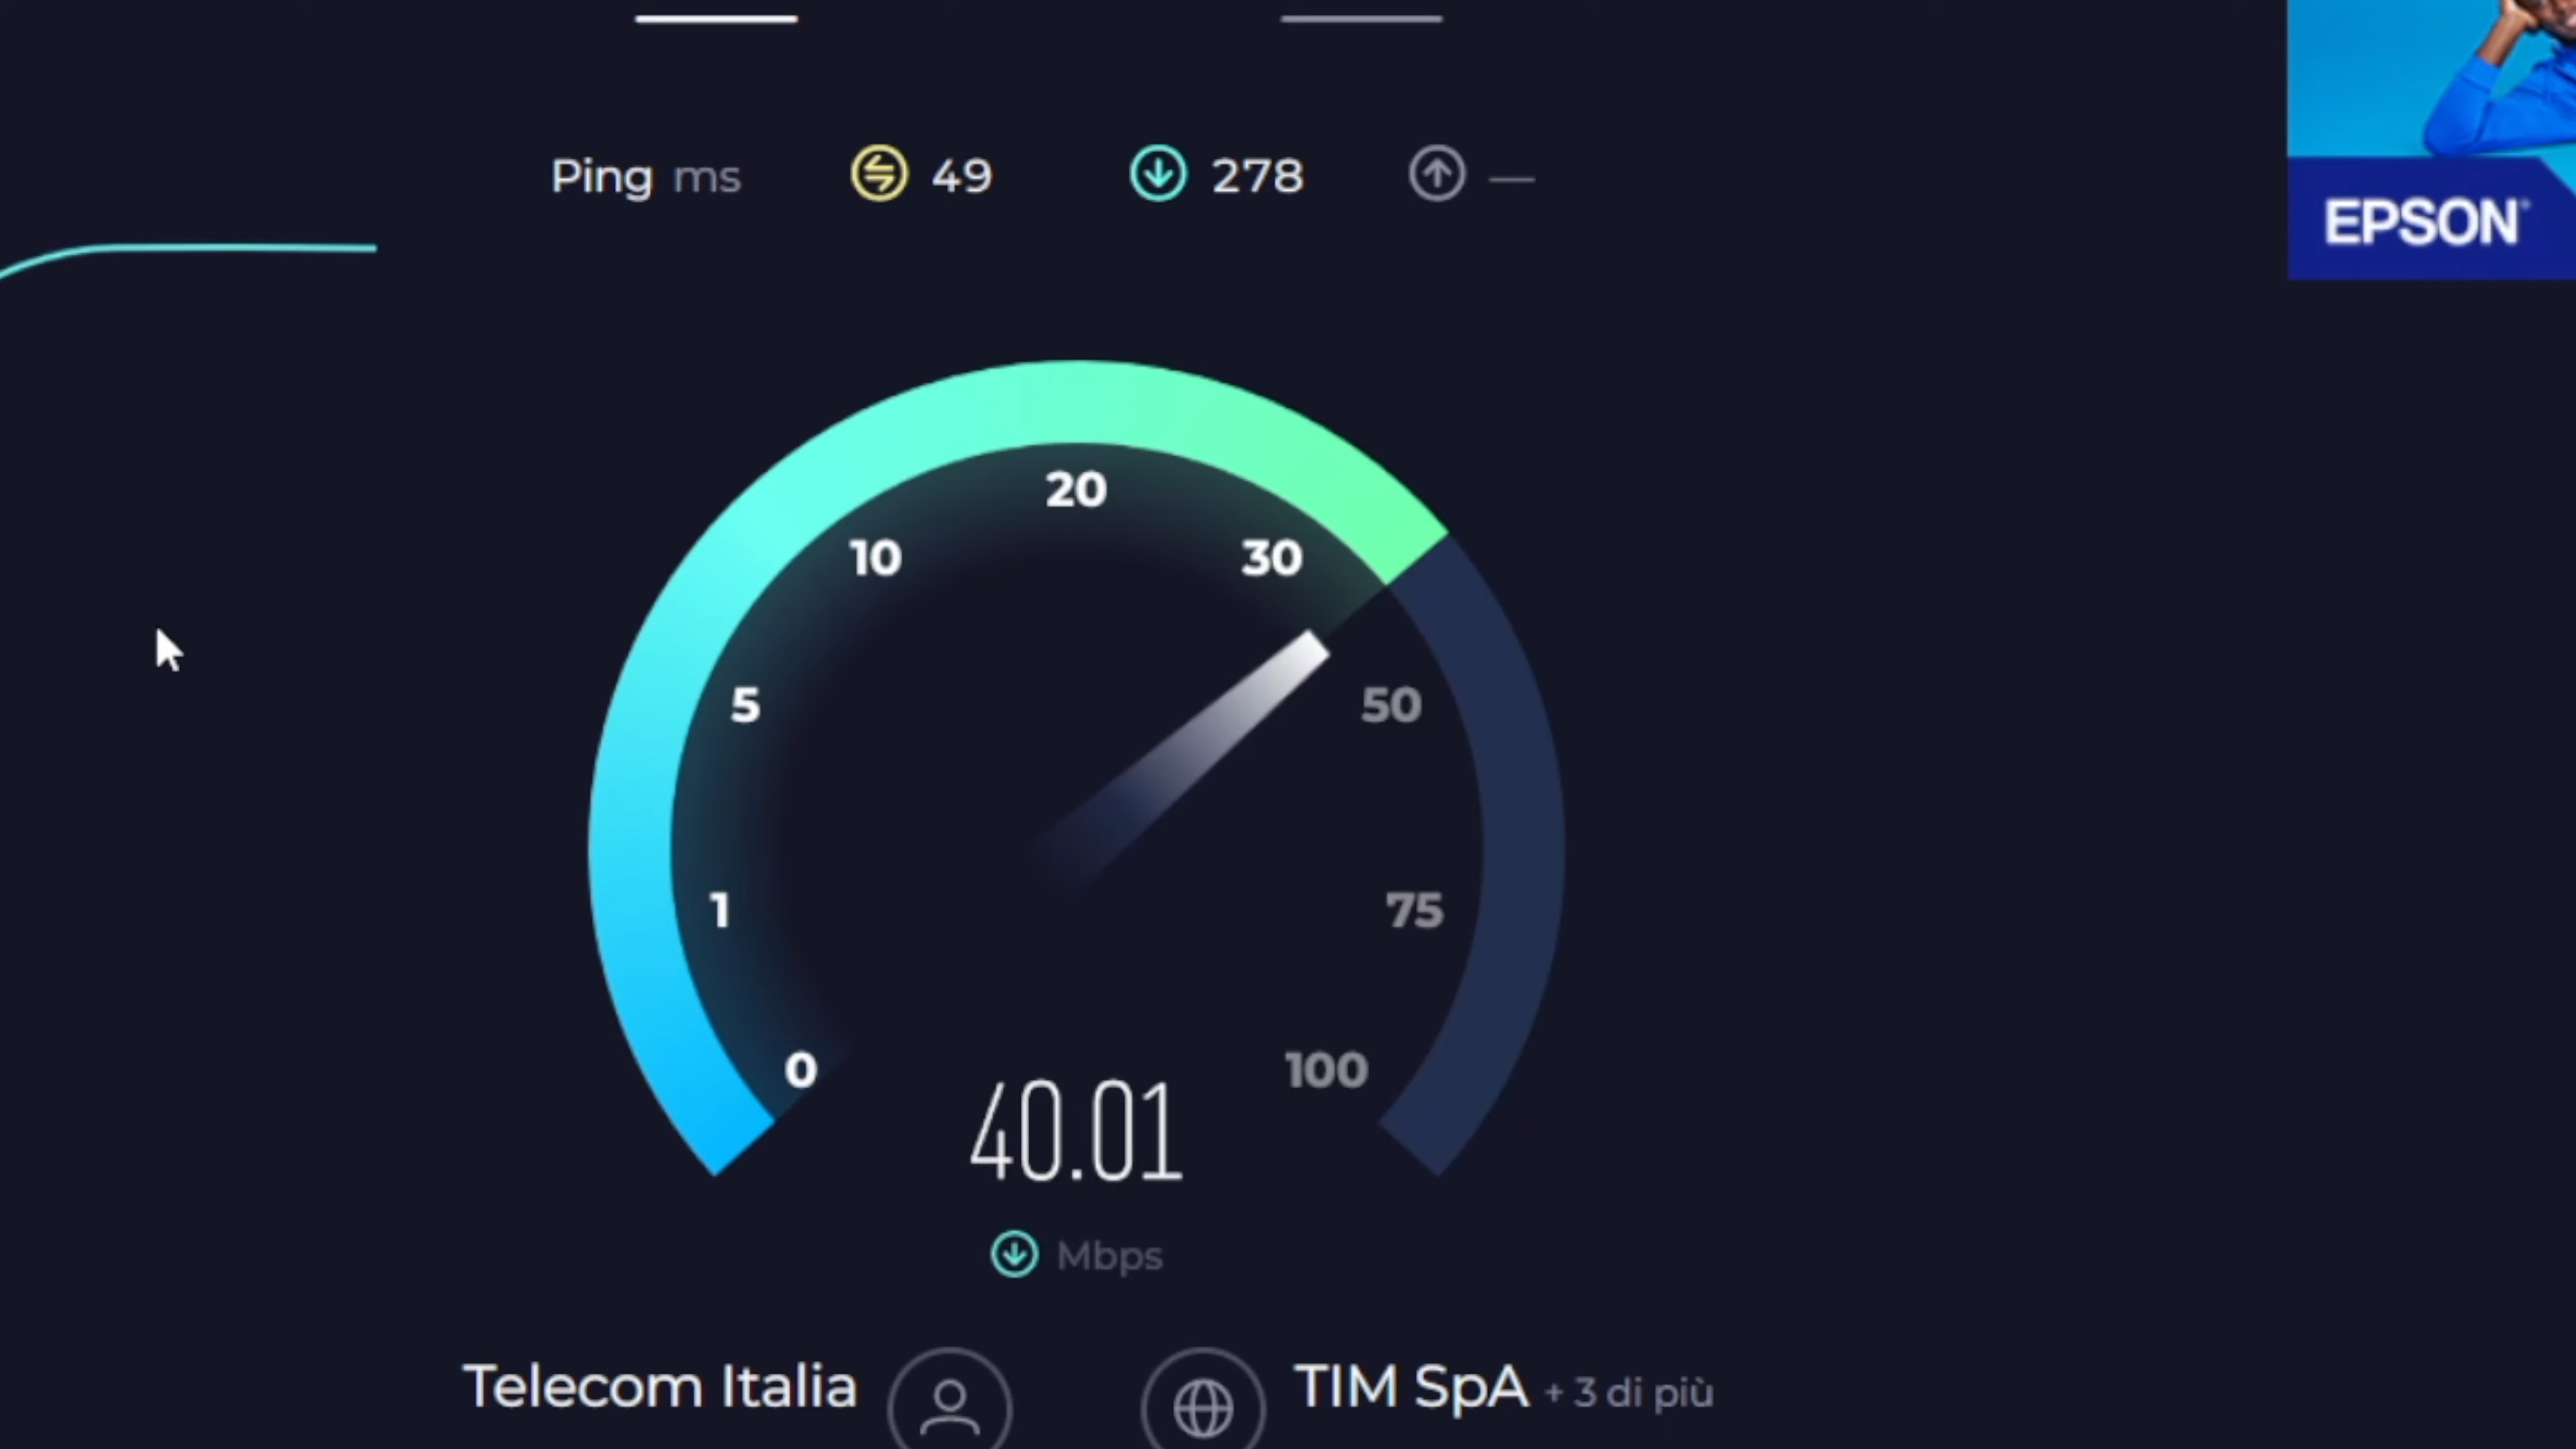 Ping ms 49 278 —
EPSON
20
10
30
5
50
1
75
0
100
40.01
Mbps
Telecom Italia
TIM SpA + 3 di più